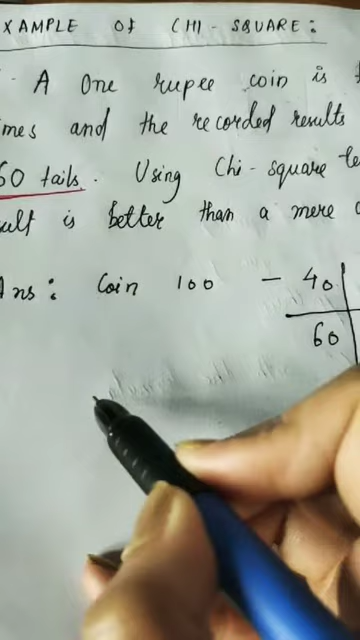 XAMPLE OF CHI-SQUARE:
A One rupee coin is
imes and the recorded results
60 tails. Using Chi-square te
ult is better than a mere
Ans: Coin 100 - 40
60